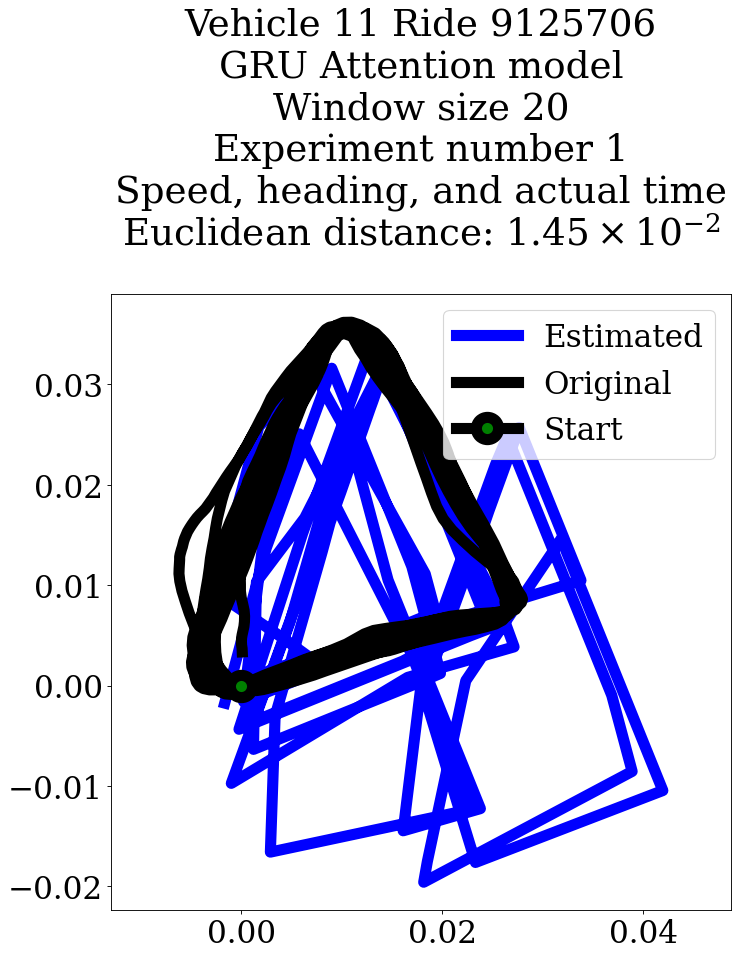 Vehicle 11 Ride 9125706
GRU Attention model
Window size 20
Experiment number 1
Speed, heading, and actual time
Euclidean distance: 1.45 × 10⁻²
Estimated
Original
Start
0.03
0.02
0.01
0.00
−0.01
−0.02
0.00 0.02 0.04